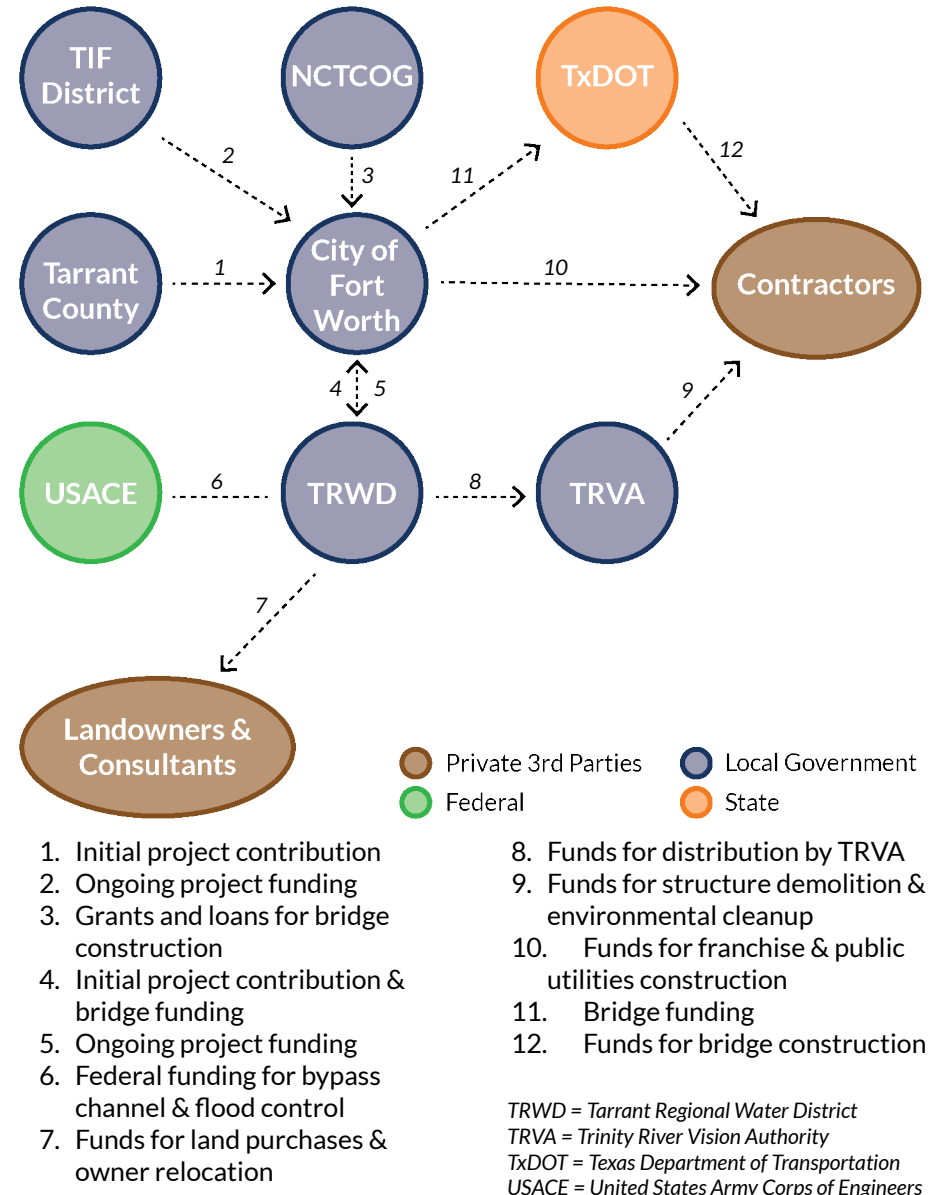 TIF
District
NCTCOG
TxDOT
2
3
11
12
Tarrant
County
1
City of
Fort
Worth
10
Contractors
4 5
9
USACE
6
TRWD
8
TRVA
7
Landowners &
Consultants
Private 3rd Parties
Local Government
Federal
State
1. Initial project contribution
2. Ongoing project funding
3. Grants and loans for bridge
construction
4. Initial project contribution &
bridge funding
5. Ongoing project funding
6. Federal funding for bypass
channel & flood control
7. Funds for land purchases &
owner relocation
8. Funds for distribution by TRVA
9. Funds for structure demolition &
environmental cleanup
10. Funds for franchise & public
utilities construction
11. Bridge funding
12. Funds for bridge construction
TRWD = Tarrant Regional Water District
TRVA = Trinity River Vision Authority
TxDOT = Texas Department of Transportation
USACE = United States Army Corps of Engineers